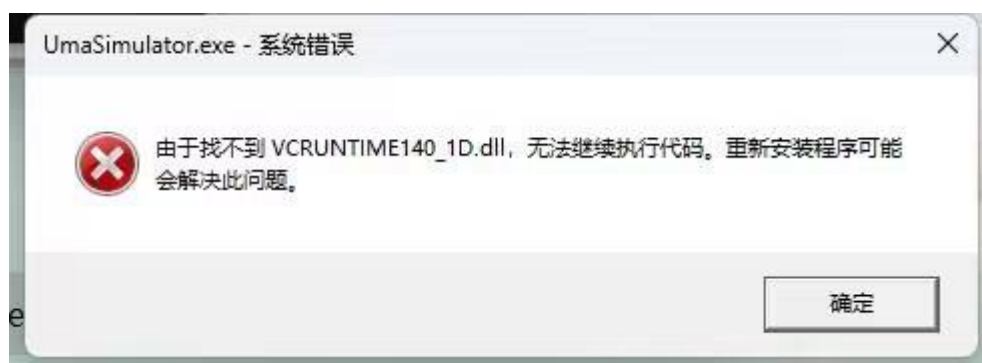 UmaSimulator.exe - 系统错误
由于找不到 VCRUNTIME140_1D.dll，无法继续执行代码。重新安装程序可能
会解决此问题。
确定
e